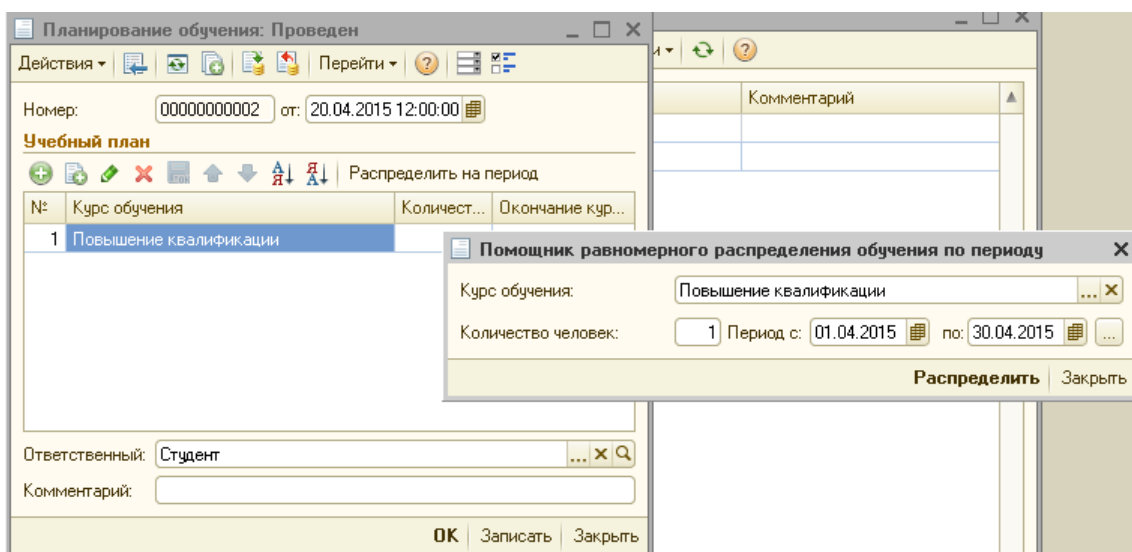 Планирование обучения: Проведен
Действия Перейти
Номер: 00000000002 от: 20.04.2015 12:00:00
Учебный план
Распределить на период
№ Курс обучения Количест... Окончание кур...
1 Повышение квалификации
Ответственный: Студент
Комментарий:
OK Записать Закрыть
Комментарий
Помощник равномерного распределения обучения по периоду
Курс обучения: Повышение квалификации
Количество человек: 1 Период с: 01.04.2015 по: 30.04.2015
Распределить Закрыть